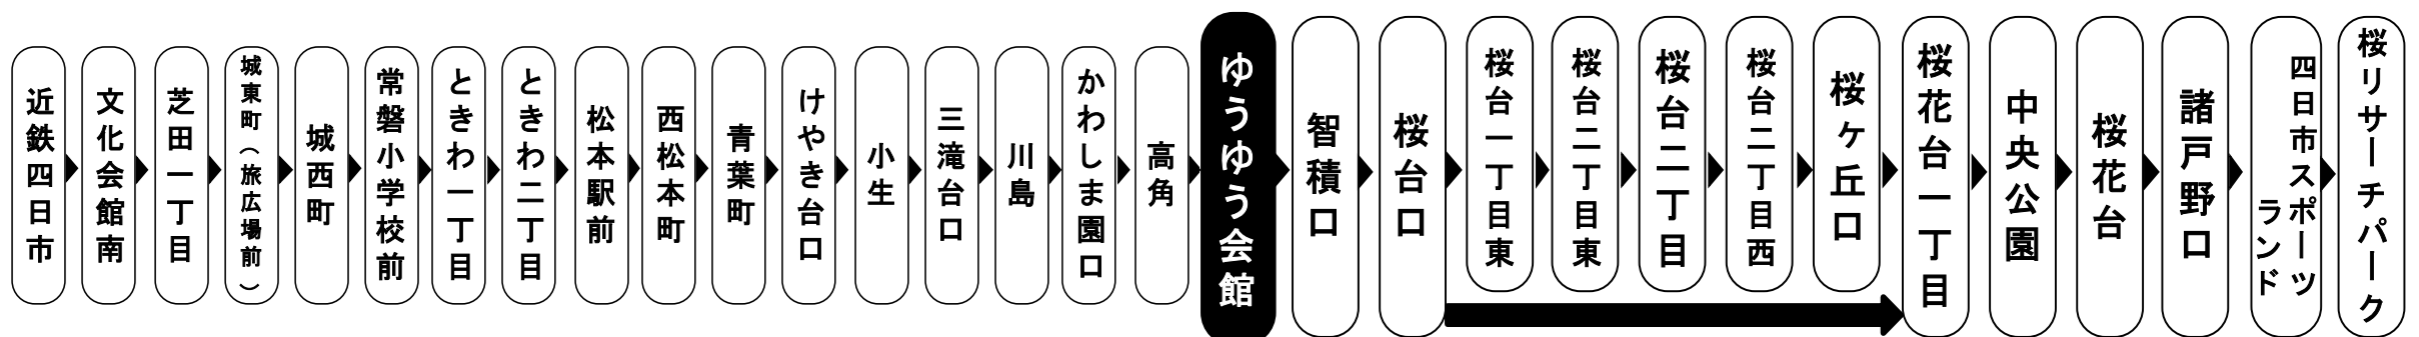 近鉄四日市
文化会館南
芝田一丁目
城東町(旅広場前)
城西町
常磐小学校前
ときわ一丁目
ときわ二丁目
松本駅前
西松本町
青葉町
けやき台口
小生
三滝台口
川島
かわしま園口
高角
ゆうゆう会館
智積口
桜台口
桜台一丁目東
桜台二丁目東
桜台二丁目
桜台二丁目西
桜ヶ丘口
桜花台一丁目
中央公園
桜花台
諸戸野口
四日市スポーツ
ランド
桜リサーチパーク